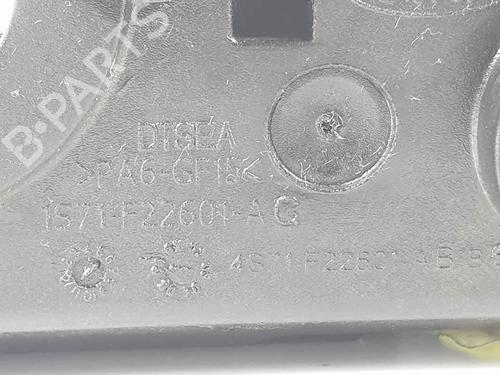 B-PARTS
DTSEA
>PA6-GF15<
1S71-F22601-AG
4S71-F22601-AB